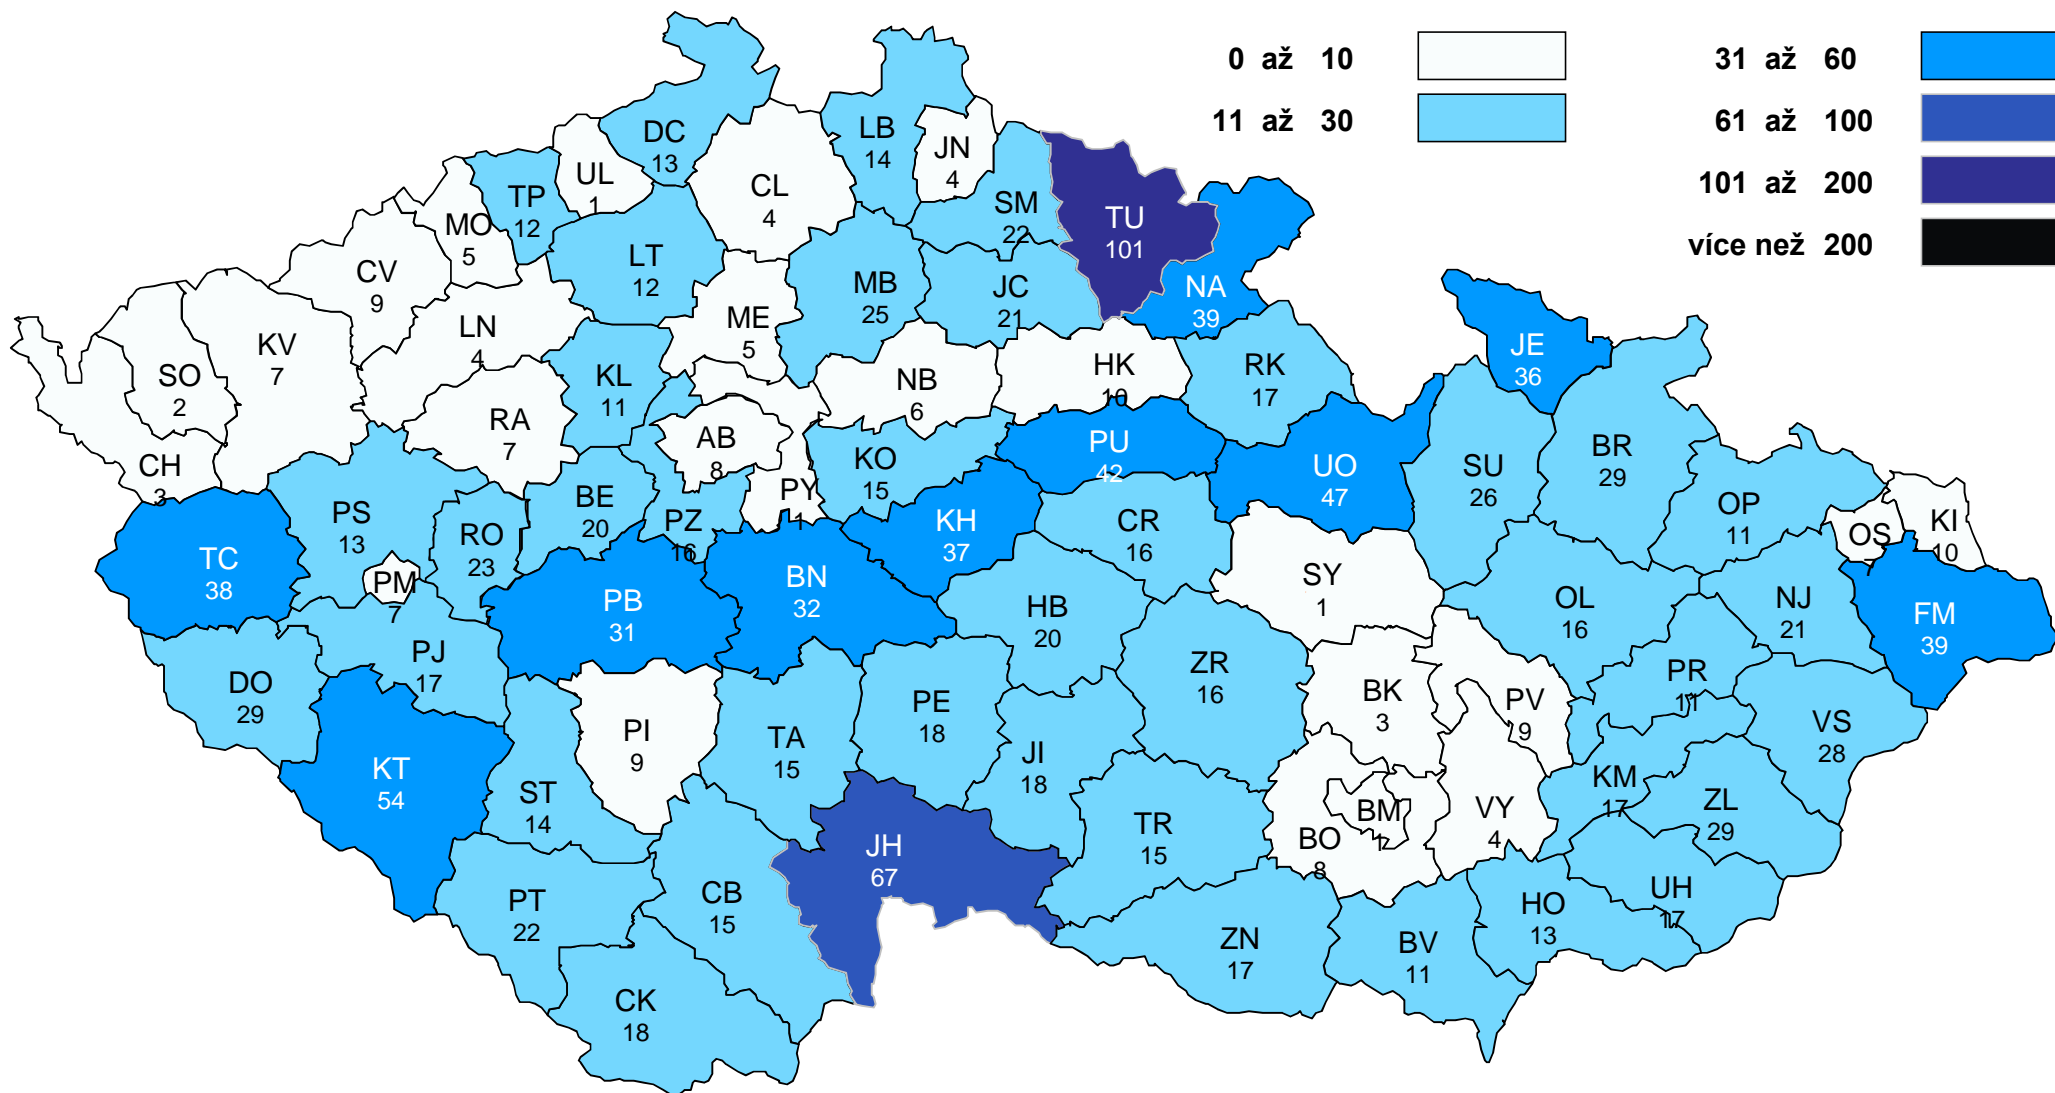 0 až 10
11 až 30
31 až 60
61 až 100
101 až 200
více než 200
DC
13
LB
14
JN
4
UL
1
TP
12
CL
4
MO
5
SM
22
TU
101
CV
9
LT
12
MB
25
JC
21
NA
39
ME
5
LN
4
KV
7
SO
2
KL
11
NB
6
HK
10
RK
17
JE
36
RA
7
AB
8
CH
3
KO
15
PU
42
UO
47
SU
26
BR
29
PY
1
PS
13
RO
23
BE
20
PZ
16
KH
37
CR
16
OP
11
OS
7
KI
10
TC
38
PM
7
PB
31
BN
32
HB
20
SY
1
OL
16
NJ
21
FM
39
PJ
17
DO
29
ZR
16
BK
3
PV
9
PR
11
VS
28
PI
9
TA
15
PE
18
JI
18
KT
54
ST
14
KM
17
ZL
29
VY
4
BM
1
BO
8
TR
15
JH
67
CB
15
PT
22
UH
17
HO
13
BV
11
ZN
17
CK
18